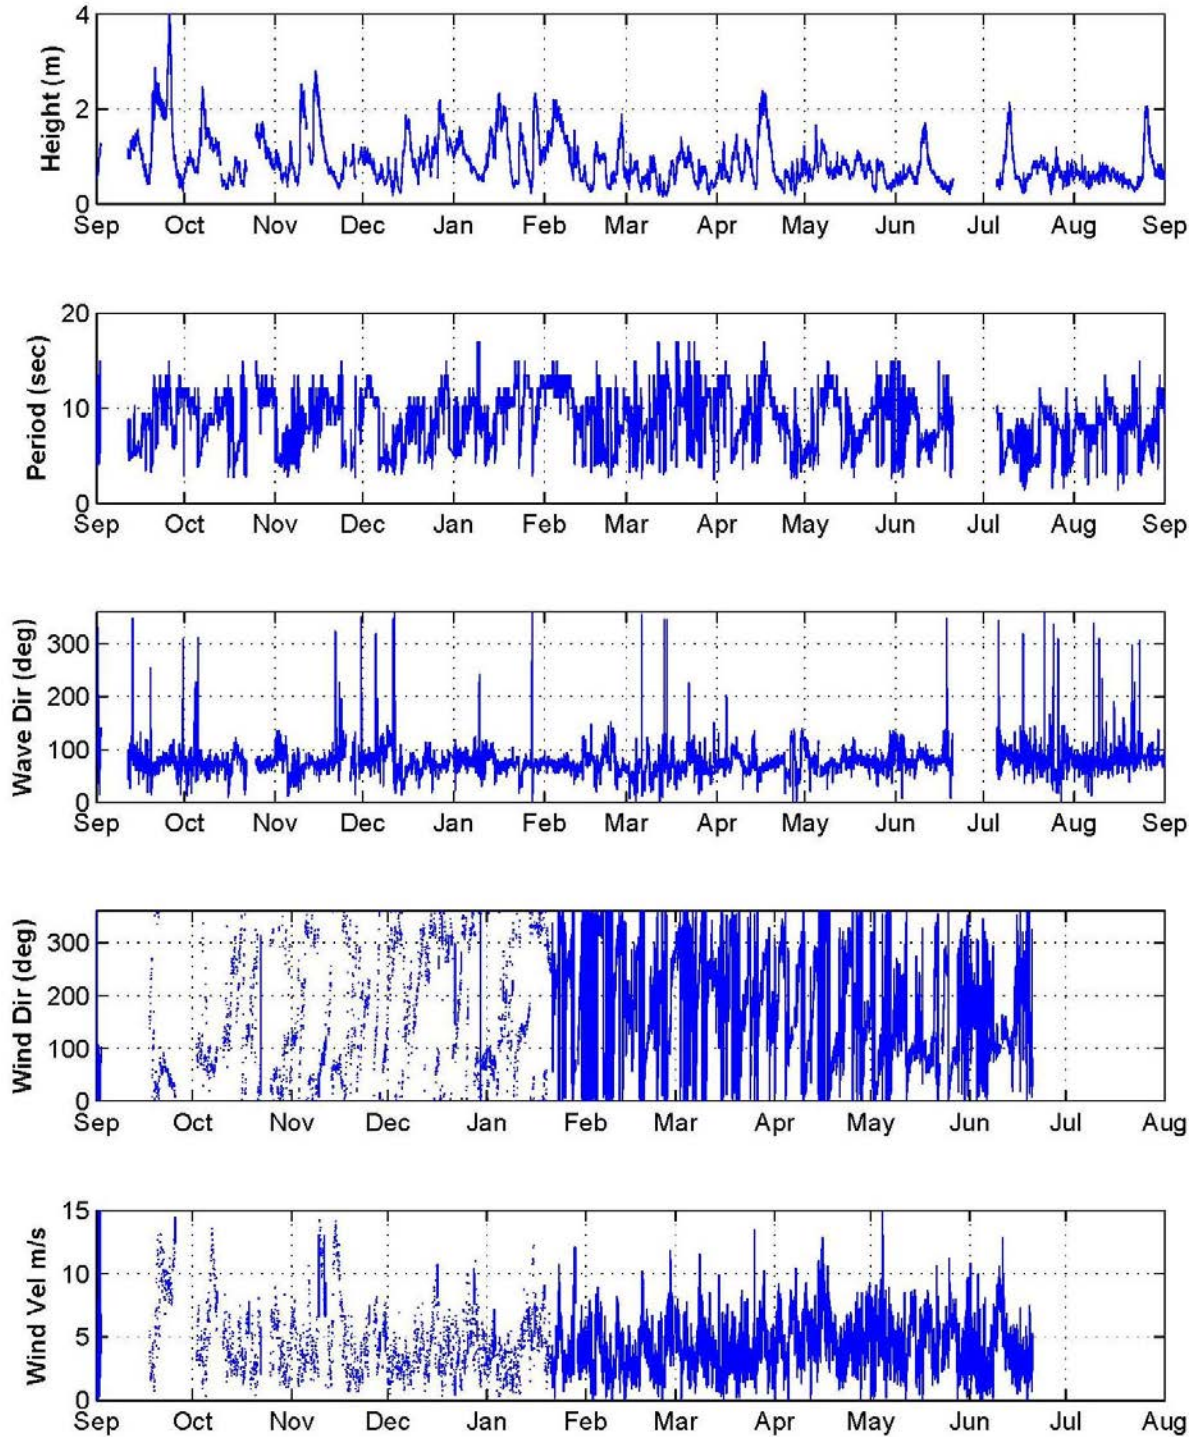 4
2
0
Height (m)
Sep Oct Nov Dec Jan Feb Mar Apr May Jun Jul Aug Sep
20
10
0
Period (sec)
Sep Oct Nov Dec Jan Feb Mar Apr May Jun Jul Aug Sep
300
200
100
0
Wave Dir (deg)
Sep Oct Nov Dec Jan Feb Mar Apr May Jun Jul Aug Sep
300
200
100
0
Wind Dir (deg)
Sep Oct Nov Dec Jan Feb Mar Apr May Jun Jul Aug
15
10
5
0
Wind Vel m/s
Sep Oct Nov Dec Jan Feb Mar Apr May Jun Jul Aug